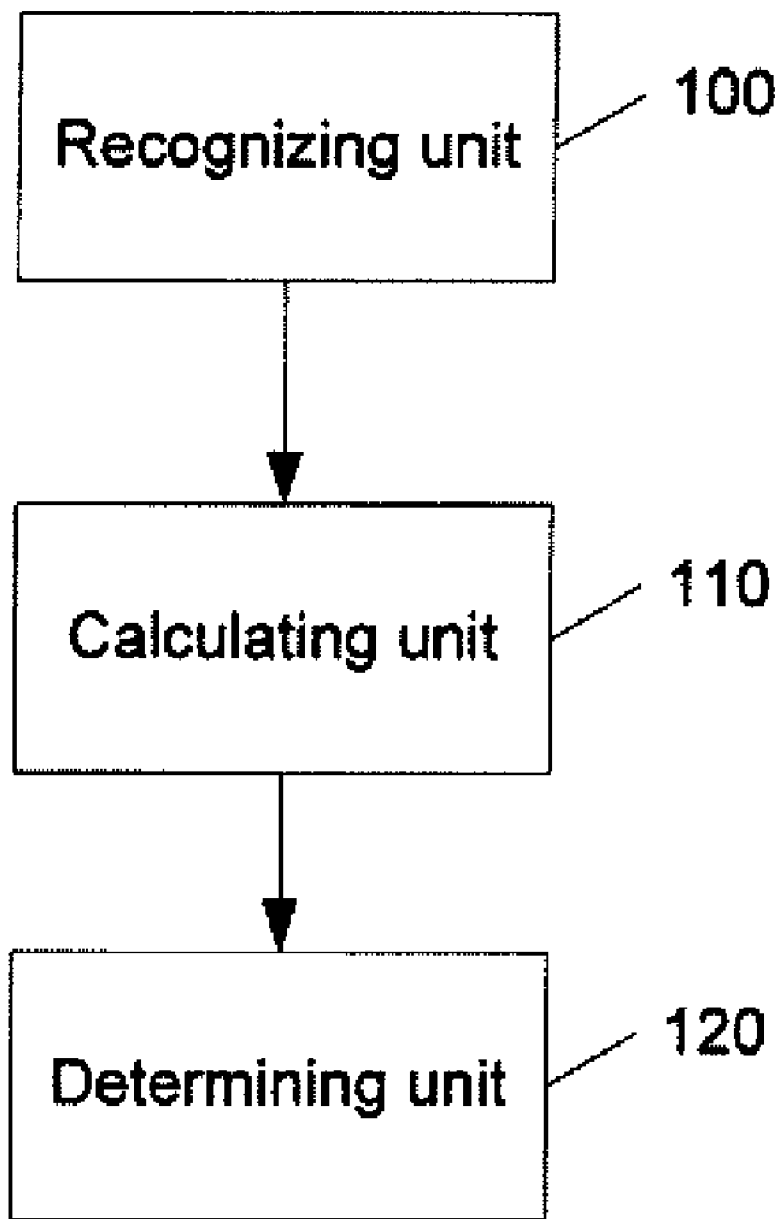 Recognizing unit
100
Calculating unit
110
Determining unit
120